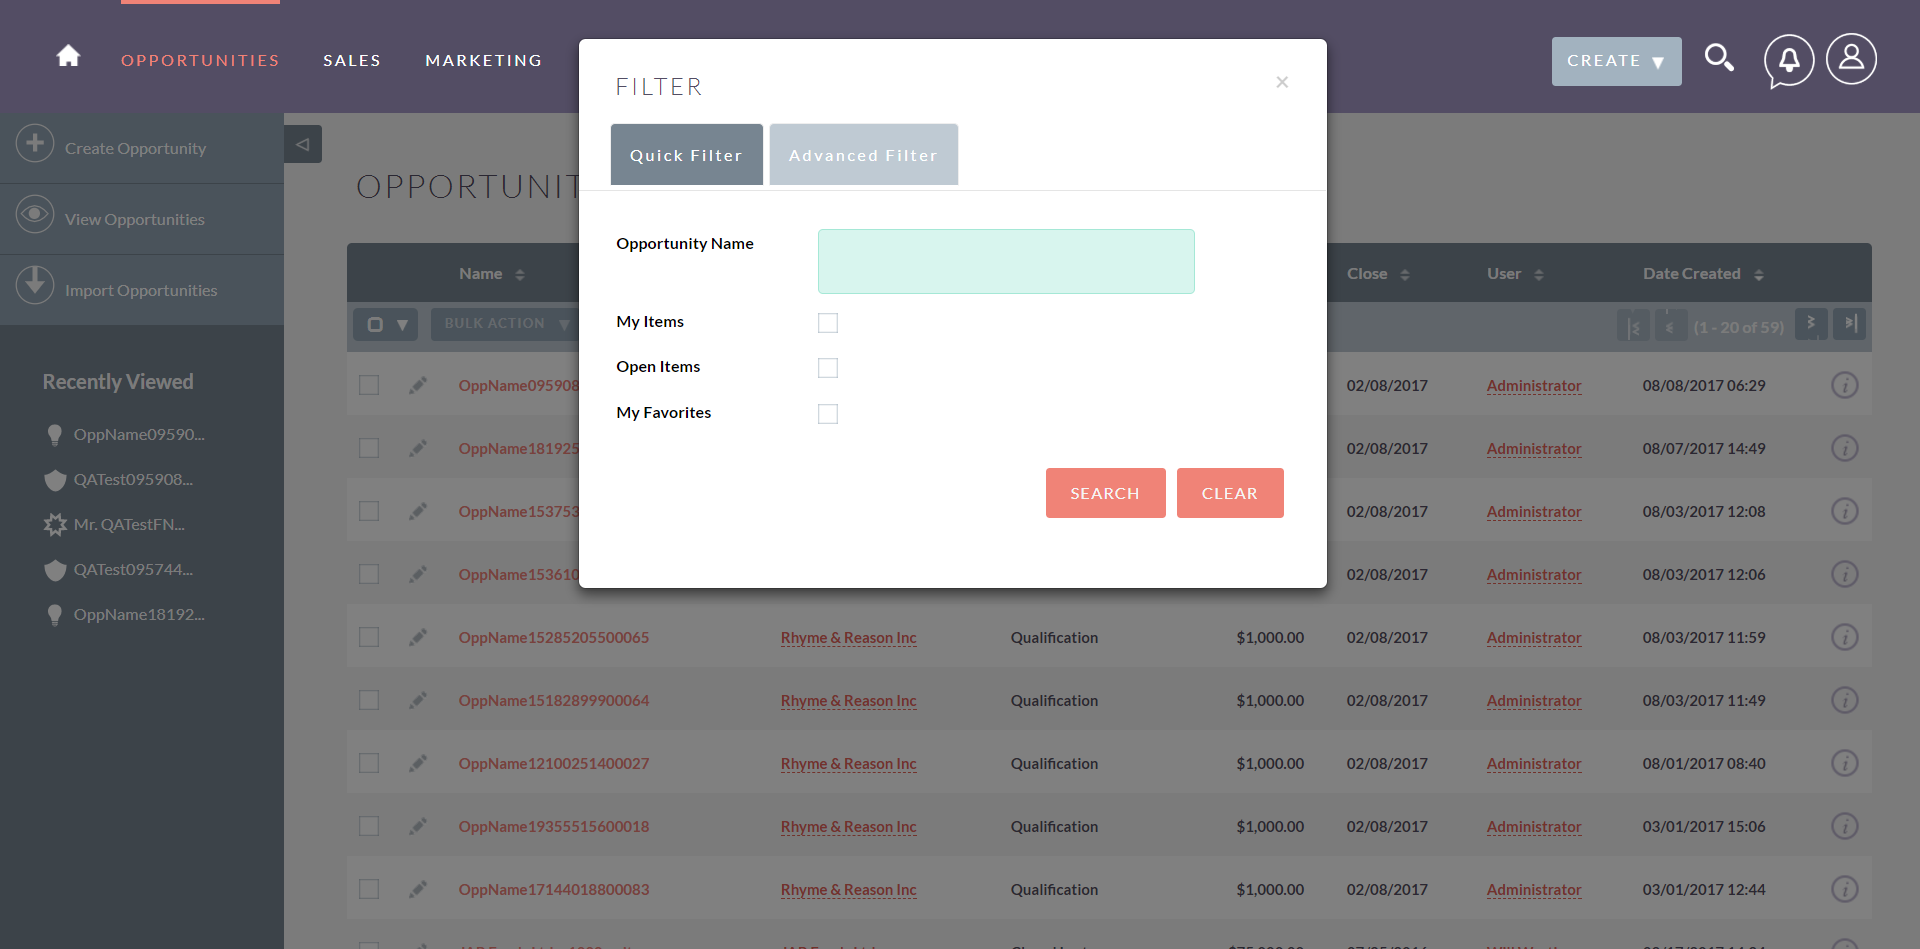 OPPORTUNITIES SALES MARKETING CREATE ▼
FILTER ×
Quick Filter Advanced Filter
Opportunity Name
My Items
Open Items
My Favorites
SEARCH CLEAR
Create Opportunity
View Opportunities
Import Opportunities
Recently Viewed
OppName09590...
QATest095908...
Mr. QATestFN...
QATest095744...
OppName18192...
OPPORTUNIT
Name Close User Date Created
BULK ACTION ▼ (1 - 20 of 59)
OppName095908 02/08/2017 Administrator 08/08/2017 06:29
OppName181925 02/08/2017 Administrator 08/07/2017 14:49
OppName153753 02/08/2017 Administrator 08/03/2017 12:08
OppName153610 02/08/2017 Administrator 08/03/2017 12:06
OppName15285205500065 Rhyme & Reason Inc Qualification $1,000.00 02/08/2017 Administrator 08/03/2017 11:59
OppName15182899900064 Rhyme & Reason Inc Qualification $1,000.00 02/08/2017 Administrator 08/03/2017 11:49
OppName12100251400027 Rhyme & Reason Inc Qualification $1,000.00 02/08/2017 Administrator 08/01/2017 08:40
OppName19355515600018 Rhyme & Reason Inc Qualification $1,000.00 02/08/2017 Administrator 03/01/2017 15:06
OppName17144018800083 Rhyme & Reason Inc Qualification $1,000.00 02/08/2017 Administrator 03/01/2017 12:44